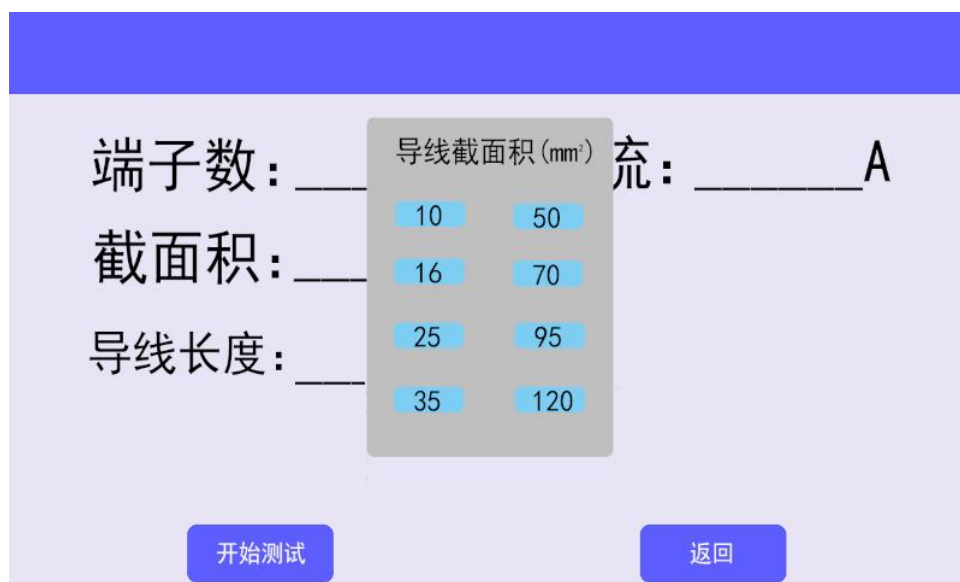 端子数:___ 流:______A
截面积:___
导线长度:___
导线截面积(mm²)
10 50
16 70
25 95
35 120
开始测试 返回